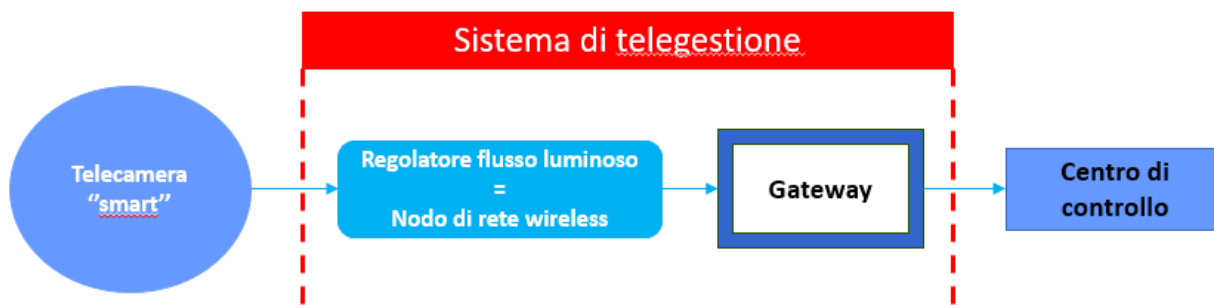 Sistema di telegestione
Telecamera
"smart"
Regolatore flusso luminoso
=
Nodo di rete wireless
Gateway
Centro di
controllo